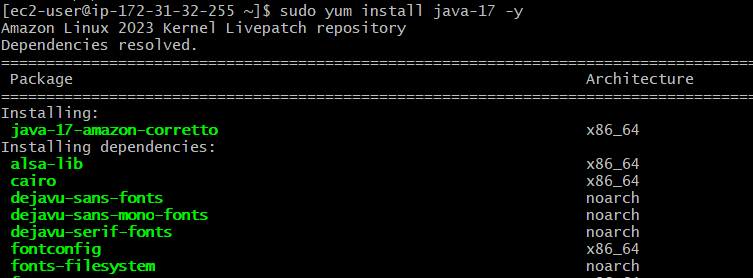 [ec2-user@ip-172-31-32-255 ~]$ sudo yum install java-17 -y
Amazon Linux 2023 Kernel Livepatch repository
Dependencies resolved.
================================================================================
Package Architecture
================================================================================
Installing:
java-17-amazon-corretto x86_64
Installing dependencies:
alsa-lib x86_64
cairo x86_64
dejavu-sans-fonts noarch
dejavu-sans-mono-fonts noarch
dejavu-serif-fonts noarch
fontconfig x86_64
fonts-filesystem noarch